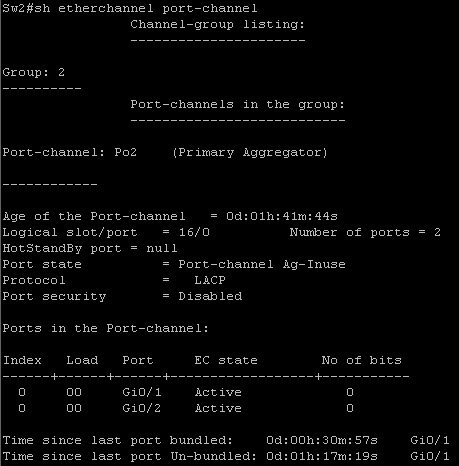 Sw2#sh etherchannel port-channel
Channel-group listing:
----------------------
Group: 2
----------
Port-channels in the group:
---------------------------
Port-channel: Po2    (Primary Aggregator)
------------
Age of the Port-channel   = 0d:01h:41m:44s
Logical slot/port   = 16/0          Number of ports = 2
HotStandBy port = null
Port state          = Port-channel Ag-Inuse
Protocol            =   LACP
Port security       = Disabled
Ports in the Port-channel:
Index   Load   Port     EC state        No of bits
------+------+------+------------------+-----------
0     00     Gi0/1    Active             0
0     00     Gi0/2    Active             0
Time since last port bundled:    0d:00h:30m:57s    Gi0/1
Time since last port Un-bundled: 0d:01h:17m:19s    Gi0/1